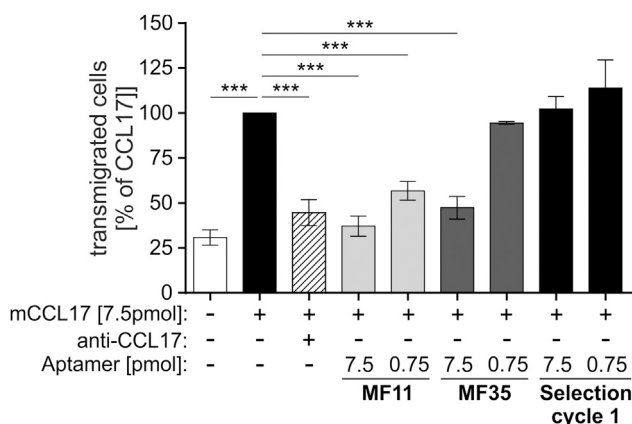 150
***
125
***
***
*** ***
100
75
50
25
0
transmigrated cells
[% of CCL17]]
mCCL17 [7.5pmol]: - + + + + + + + +
anti-CCL17: - - + - - - - - -
Aptamer [pmol]: - - - 7.5 0.75 7.5 0.75 7.5 0.75
MF11 MF35 Selection
cycle 1